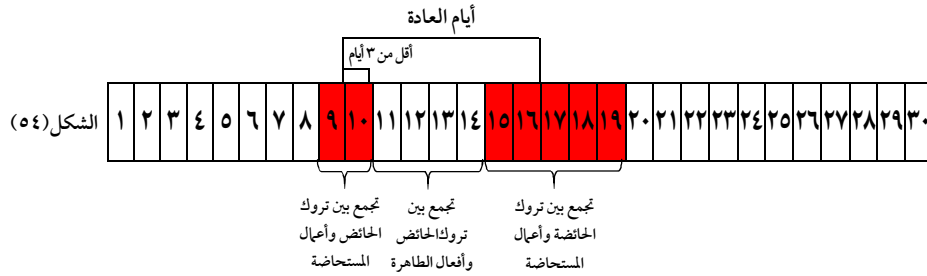 أيام العادة
أقل من ٣ أيام
الشكل(٥٤) ١ ٢ ٣ ٤ ٥ ٦ ٧ ٨ ٩ ١٠ ١١ ١٢ ١٣ ١٤ ١٥ ١٦ ١٧ ١٨ ١٩ ٢٠ ٢١ ٢٢ ٢٣ ٢٤ ٢٥ ٢٦ ٢٧ ٢٨ ٢٩ ٣٠
تجمع بين تروك
الحائض وأعمال
المستحاضة
تجمع بين
تروك الحائض
وأفعال الطاهرة
تجمع بين تروك
الحائضة وأعمال
المستحاضة